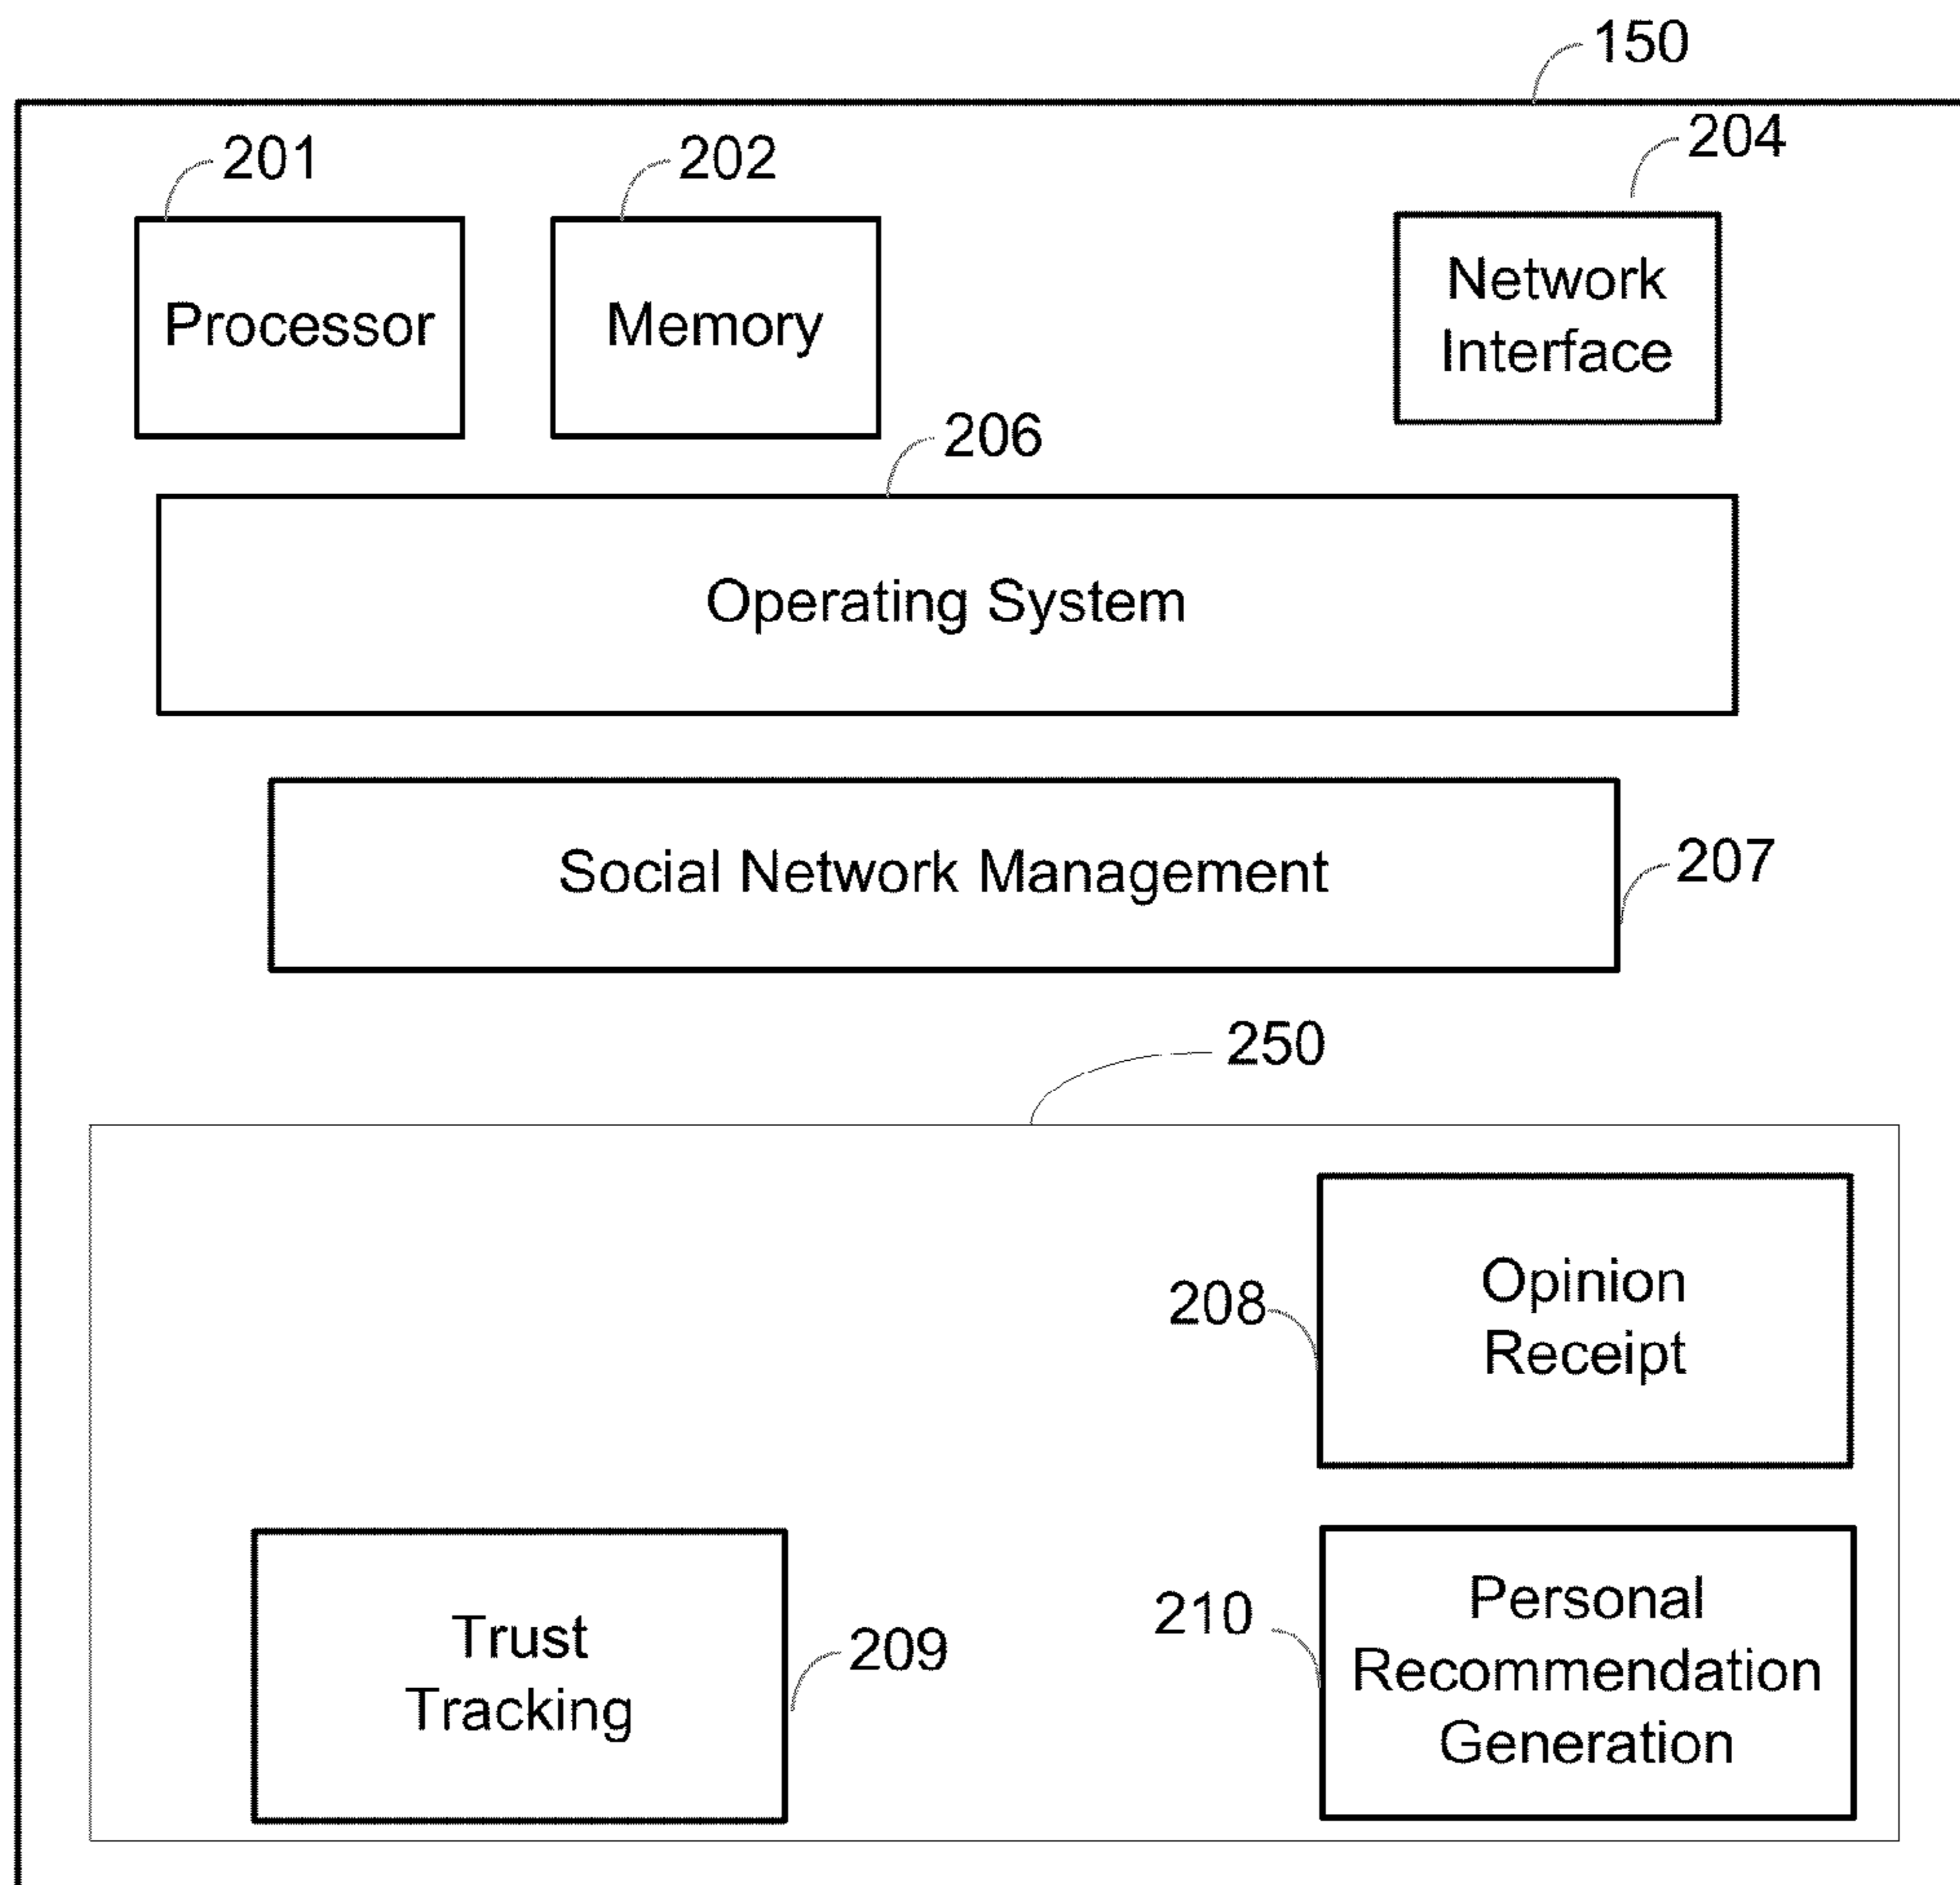 150
201
202
204
Processor
Memory
Network
Interface
206
Operating System
Social Network Management
207
250
208
Opinion
Receipt
Trust
Tracking
209
210
Personal
Recommendation
Generation